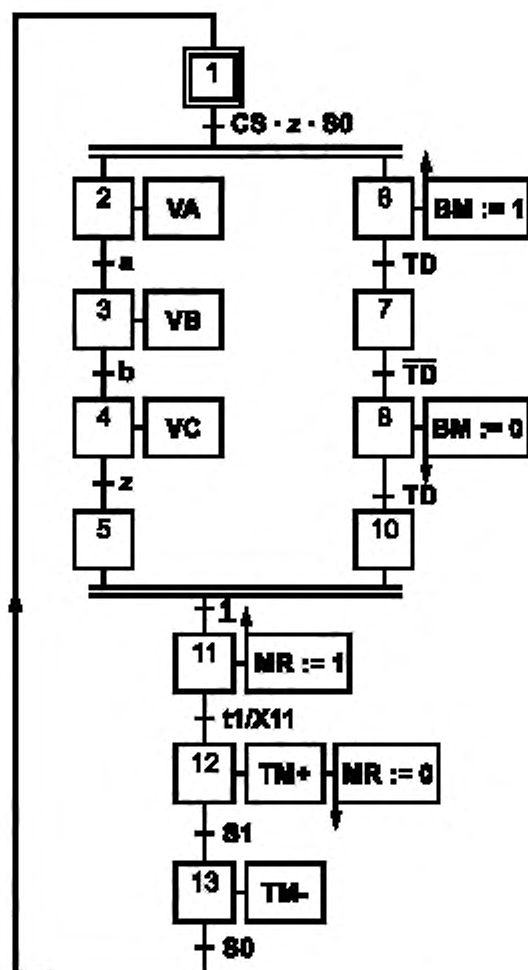 1
CS · z · S0
2 VA 6 BM := 1
a TD
3 VB 7
b T̅D̅
4 VC 8 BM := 0
z TD
5 10
1
11 MR := 1
t1/X11
12 TM+ MR := 0
S1
13 TM-
S0